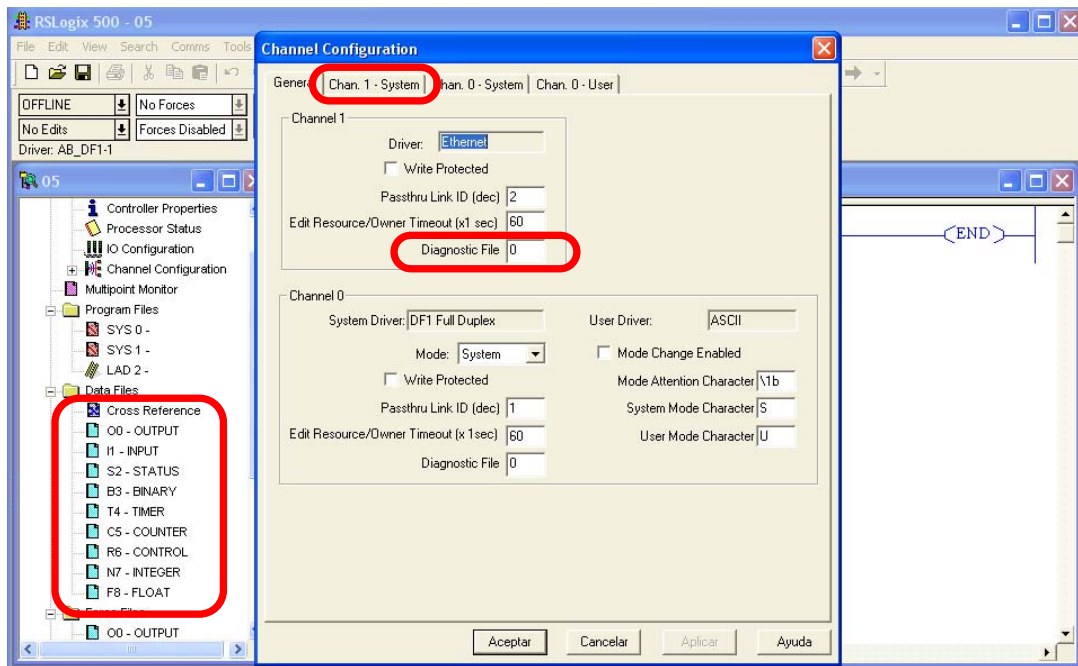 RSLogix 500 - 05
File Edit View Search Comms Tools
OFFLINE No Forces
No Edits Forces Disabled
Driver: AB_DF1-1
05
Controller Properties
Processor Status
IO Configuration
Channel Configuration
Multipoint Monitor
Program Files
SYS 0 -
SYS 1 -
LAD 2 -
Data Files
Cross Reference
O0 - OUTPUT
I1 - INPUT
S2 - STATUS
B3 - BINARY
T4 - TIMER
C5 - COUNTER
R6 - CONTROL
N7 - INTEGER
F8 - FLOAT
Force Files
O0 - OUTPUT
Channel Configuration
General Chan. 1 - System Chan. 0 - System Chan. 0 - User
Channel 1
Driver: Ethernet
Write Protected
Passthru Link ID (dec) 2
Edit Resource/Owner Timeout (x1 sec) 60
Diagnostic File 0
Channel 0
System Driver: DF1 Full Duplex
Mode: System
Write Protected
Passthru Link ID (dec) 1
Edit Resource/Owner Timeout (x 1sec) 60
Diagnostic File 0
User Driver: ASCII
Mode Change Enabled
Mode Attention Character \1b
System Mode Character S
User Mode Character U
Aceptar Cancelar Aplicar Ayuda
END